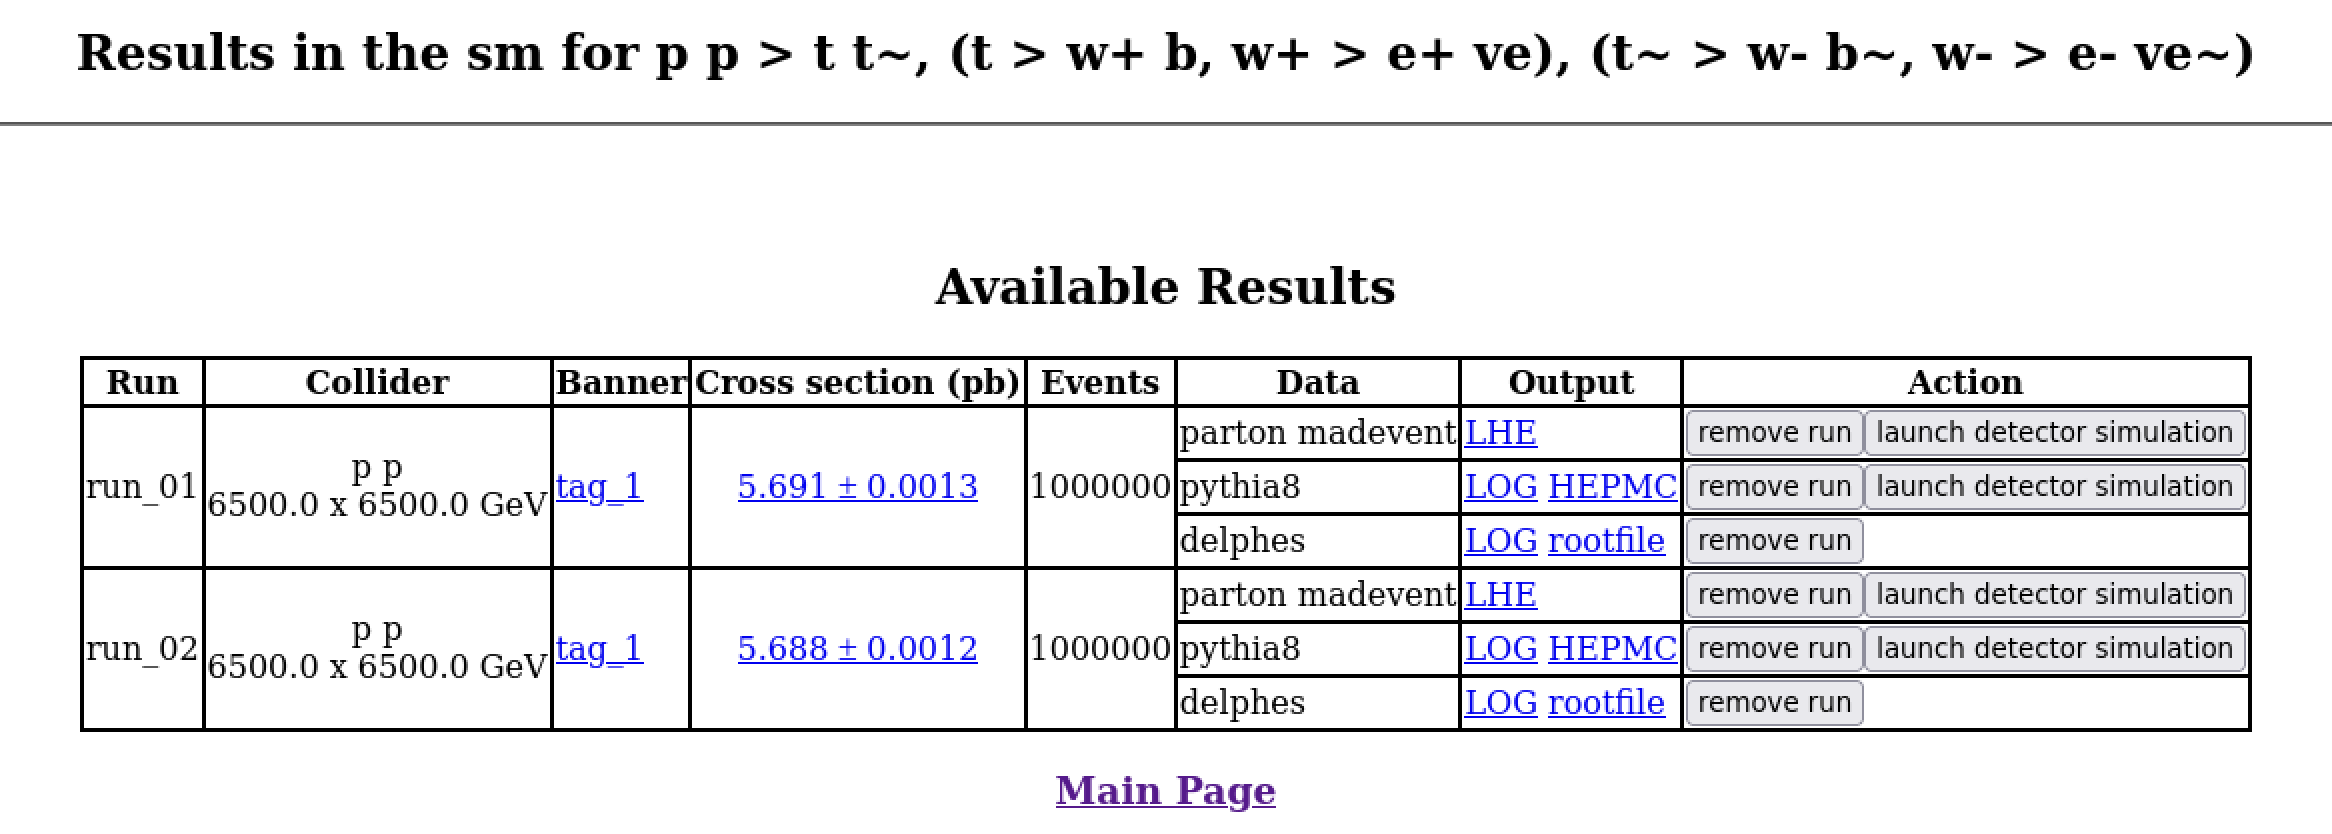 Results in the sm for p p > t t~, (t > w+ b, w+ > e+ ve), (t~ > w- b~, w- > e- ve~)
Available Results
Run Collider Banner Cross section (pb) Events Data Output Action
run_01 p p 6500.0 x 6500.0 GeV tag_1 5.691 ± 0.0013 1000000 parton madevent LHE remove run launch detector simulation
pythia8 LOG HEPMC remove run launch detector simulation
delphes LOG rootfile remove run
run_02 p p 6500.0 x 6500.0 GeV tag_1 5.688 ± 0.0012 1000000 parton madevent LHE remove run launch detector simulation
pythia8 LOG HEPMC remove run launch detector simulation
delphes LOG rootfile remove run
Main Page